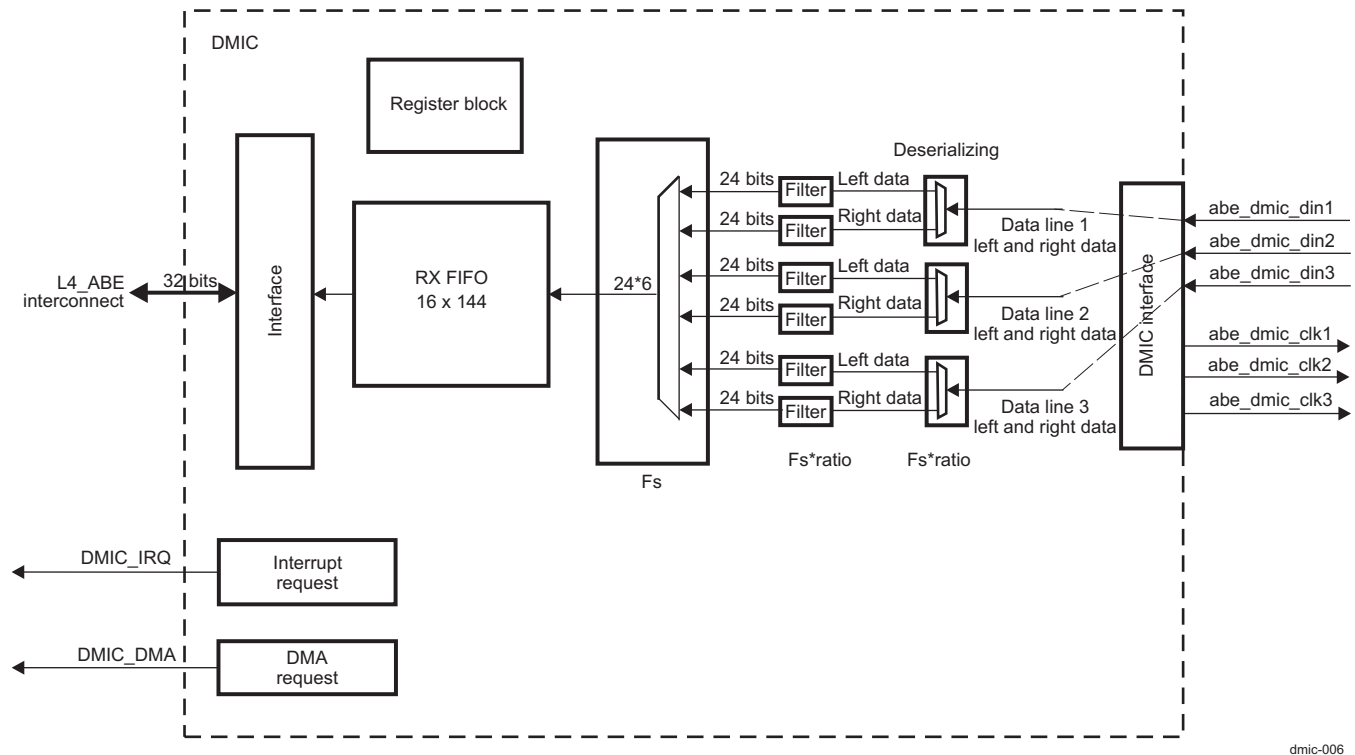 DMIC
Register block
Deserializing
24 bits
Filter
Left data
24 bits
Filter
Right data
Data line 1
left and right data
abe_dmic_din1
abe_dmic_din2
abe_dmic_din3
24 bits
Filter
Left data
24 bits
Filter
Right data
Data line 2
left and right data
24 bits
Filter
Left data
24 bits
Filter
Right data
Data line 3
left and right data
abe_dmic_clk1
abe_dmic_clk2
abe_dmic_clk3
DMIC interface
L4_ABE
interconnect
32 bits
Interface
RX FIFO
16 x 144
24*6
Fs
Fs*ratio
Fs*ratio
DMIC_IRQ
Interrupt
request
DMIC_DMA
DMA
request
dmic-006